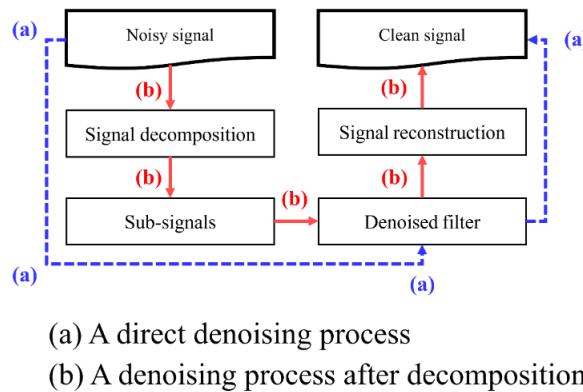 (a)
Noisy signal
Clean signal
(a)
(b)
(b)
Signal decomposition
Signal reconstruction
(b)
(b)
(b)
Sub-signals
Denoised filter
(a)
(a)
(a) A direct denoising process
(b) A denoising process after decomposition